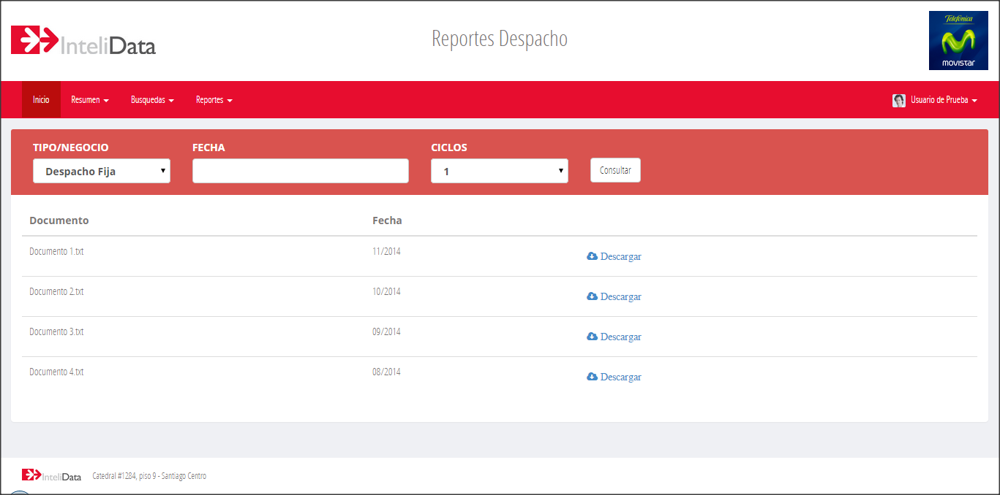 InteliData
Reportes Despacho
Telefónica
movistar
Inicio Resumen Busquedas Reportes Usuario de Prueba
TIPO/NEGOCIO FECHA CICLOS
Despacho Fija 1 Consultar
Documento Fecha
Documento 1.txt 11/2014 Descargar
Documento 2.txt 10/2014 Descargar
Documento 3.txt 09/2014 Descargar
Documento 4.txt 08/2014 Descargar
InteliData Catedral #1284, piso 9 - Santiago Centro